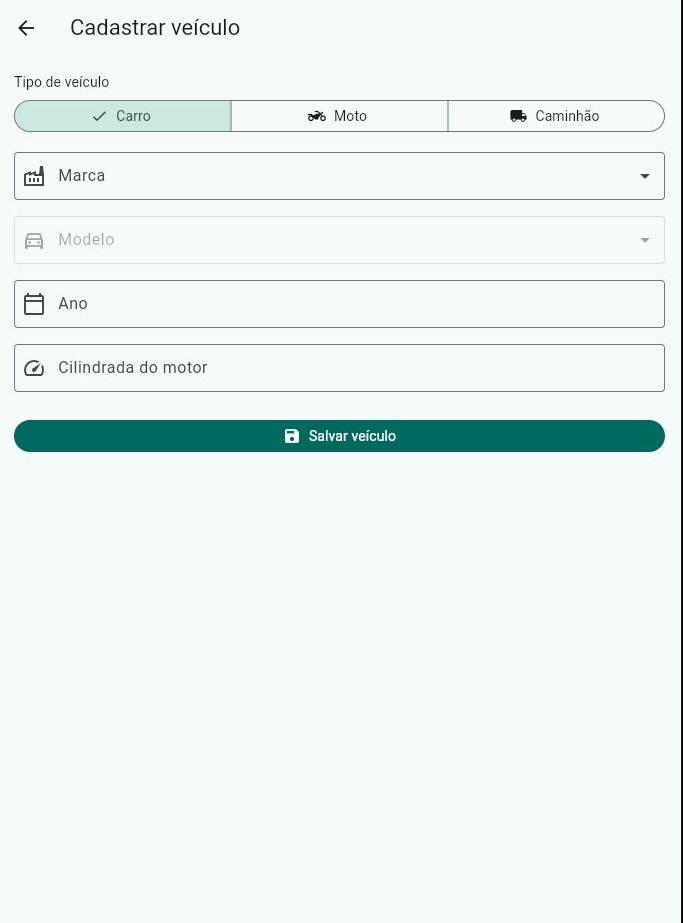 Cadastrar veículo
Tipo de veículo
Carro
Moto
Caminhão
Marca
Modelo
Ano
Cilindrada do motor
Salvar veículo